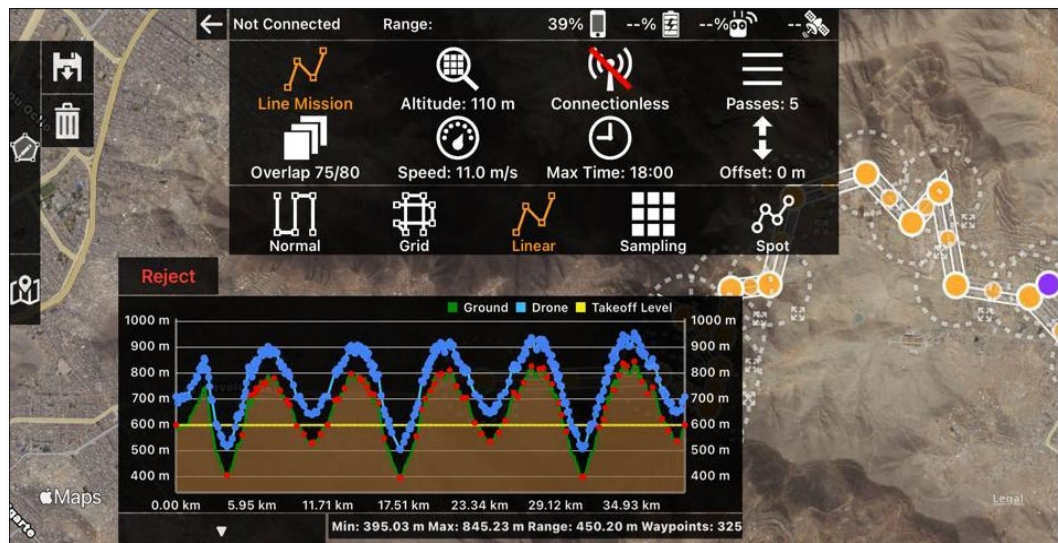 Not Connected Range: 39% --% --% --
Line Mission Altitude: 110 m Connectionless Passes: 5
Overlap 75/80 Speed: 11.0 m/s Max Time: 18:00 Offset: 0 m
Normal Grid Linear Sampling Spot
Reject
Ground Drone Takeoff Level
1000 m 1000 m
900 m 900 m
800 m 800 m
700 m 700 m
600 m 600 m
500 m 500 m
400 m 400 m
0.00 km 5.95 km 11.71 km 17.51 km 23.34 km 29.12 km 34.93 km
Min: 395.03 m Max: 845.23 m Range: 450.20 m Waypoints: 325
Maps
Legal